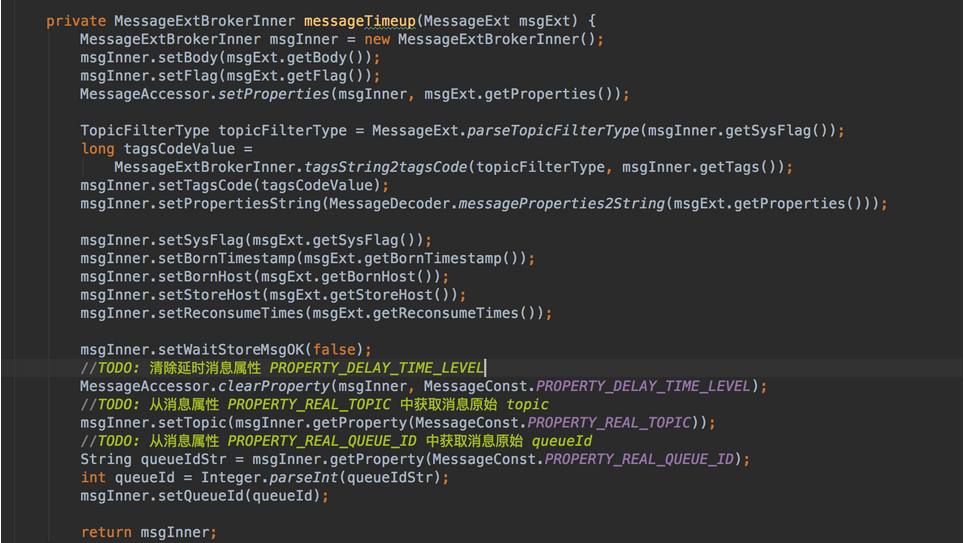 private MessageExtBrokerInner messageTimeup(MessageExt msgExt) {
MessageExtBrokerInner msgInner = new MessageExtBrokerInner();
msgInner.setBody(msgExt.getBody());
msgInner.setFlag(msgExt.getFlag());
MessageAccessor.setProperties(msgInner, msgExt.getProperties());
TopicFilterType topicFilterType = MessageExt.parseTopicFilterType(msgInner.getSysFlag());
long tagsCodeValue =
MessageExtBrokerInner.tagsString2tagsCode(topicFilterType, msgInner.getTags());
msgInner.setTagsCode(tagsCodeValue);
msgInner.setPropertiesString(MessageDecoder.messageProperties2String(msgExt.getProperties()));
msgInner.setSysFlag(msgExt.getSysFlag());
msgInner.setBornTimestamp(msgExt.getBornTimestamp());
msgInner.setBornHost(msgExt.getBornHost());
msgInner.setStoreHost(msgExt.getStoreHost());
msgInner.setReconsumeTimes(msgExt.getReconsumeTimes());
msgInner.setWaitStoreMsgOK(false);
//TODO: 清除延时消息属性 PROPERTY_DELAY_TIME_LEVEL
MessageAccessor.clearProperty(msgInner, MessageConst.PROPERTY_DELAY_TIME_LEVEL);
//TODO: 从消息属性 PROPERTY_REAL_TOPIC 中获取消息原始 topic
msgInner.setTopic(msgInner.getProperty(MessageConst.PROPERTY_REAL_TOPIC));
//TODO: 从消息属性 PROPERTY_REAL_QUEUE_ID 中获取消息原始 queueId
String queueIdStr = msgInner.getProperty(MessageConst.PROPERTY_REAL_QUEUE_ID);
int queueId = Integer.parseInt(queueIdStr);
msgInner.setQueueId(queueId);
return msgInner;